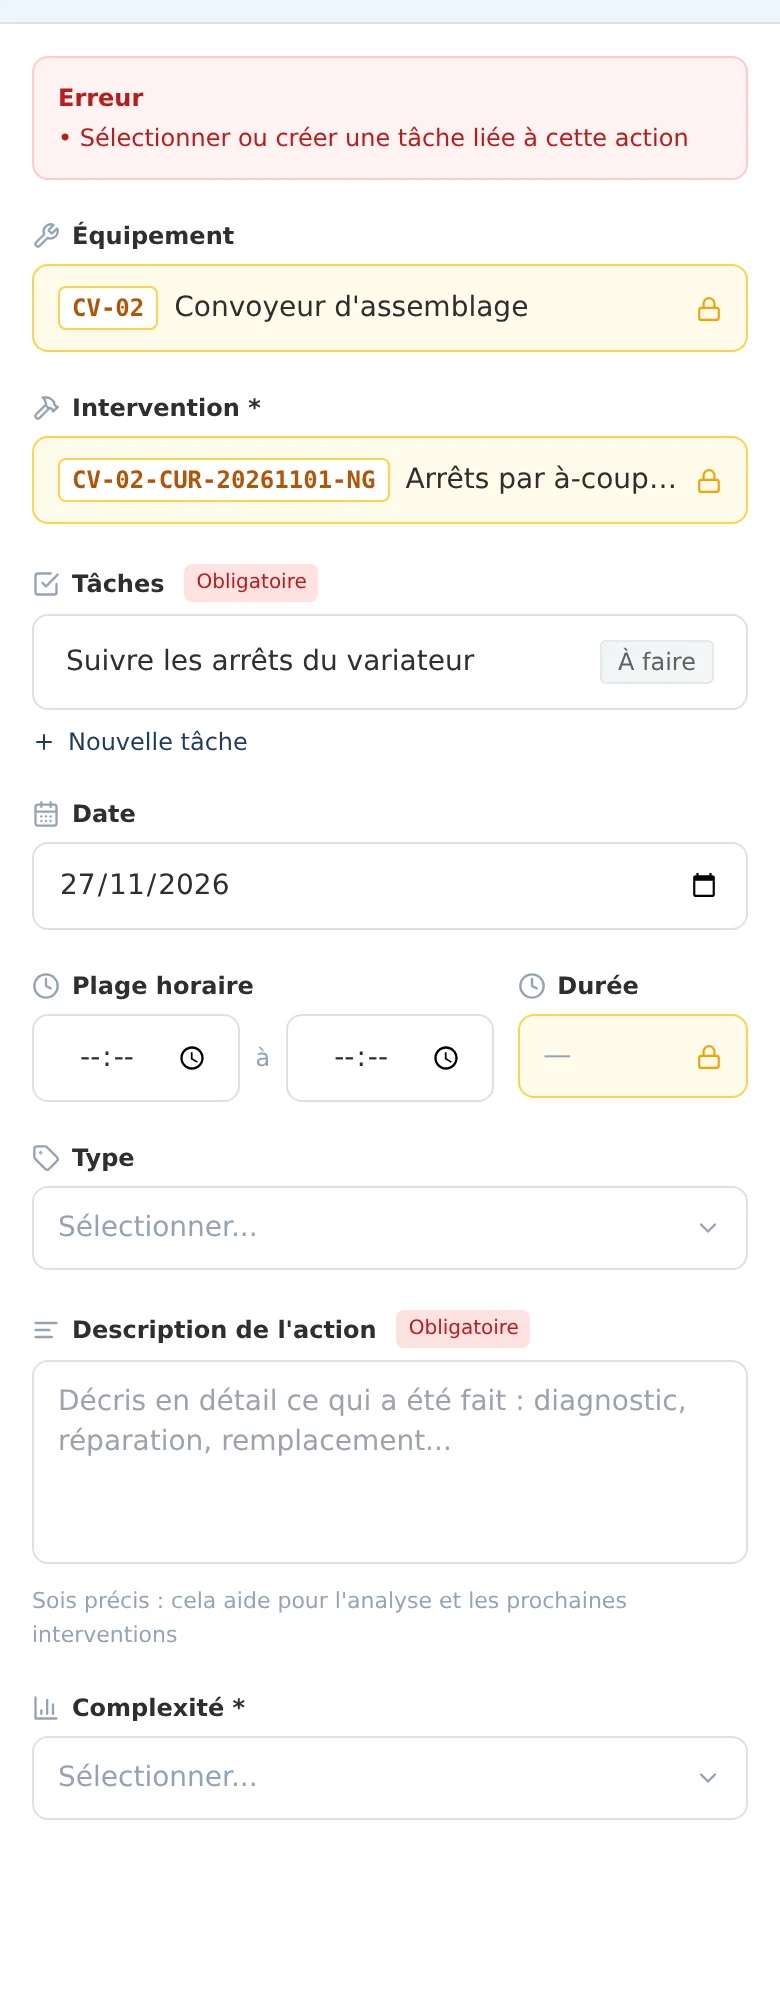 Erreur
• Sélectionner ou créer une tâche liée à cette action
Équipement
CV-02 Convoyeur d'assemblage
Intervention *
CV-02-CUR-20261101-NG Arrêts par à-coup...
Tâches Obligatoire
Suivre les arrêts du variateur À faire
+ Nouvelle tâche
Date
27/11/2026
Plage horaire Durée
--:-- à --:-- —
Type
Sélectionner...
Description de l'action Obligatoire
Décris en détail ce qui a été fait : diagnostic,
réparation, remplacement...
Sois précis : cela aide pour l'analyse et les prochaines
interventions
Complexité *
Sélectionner...